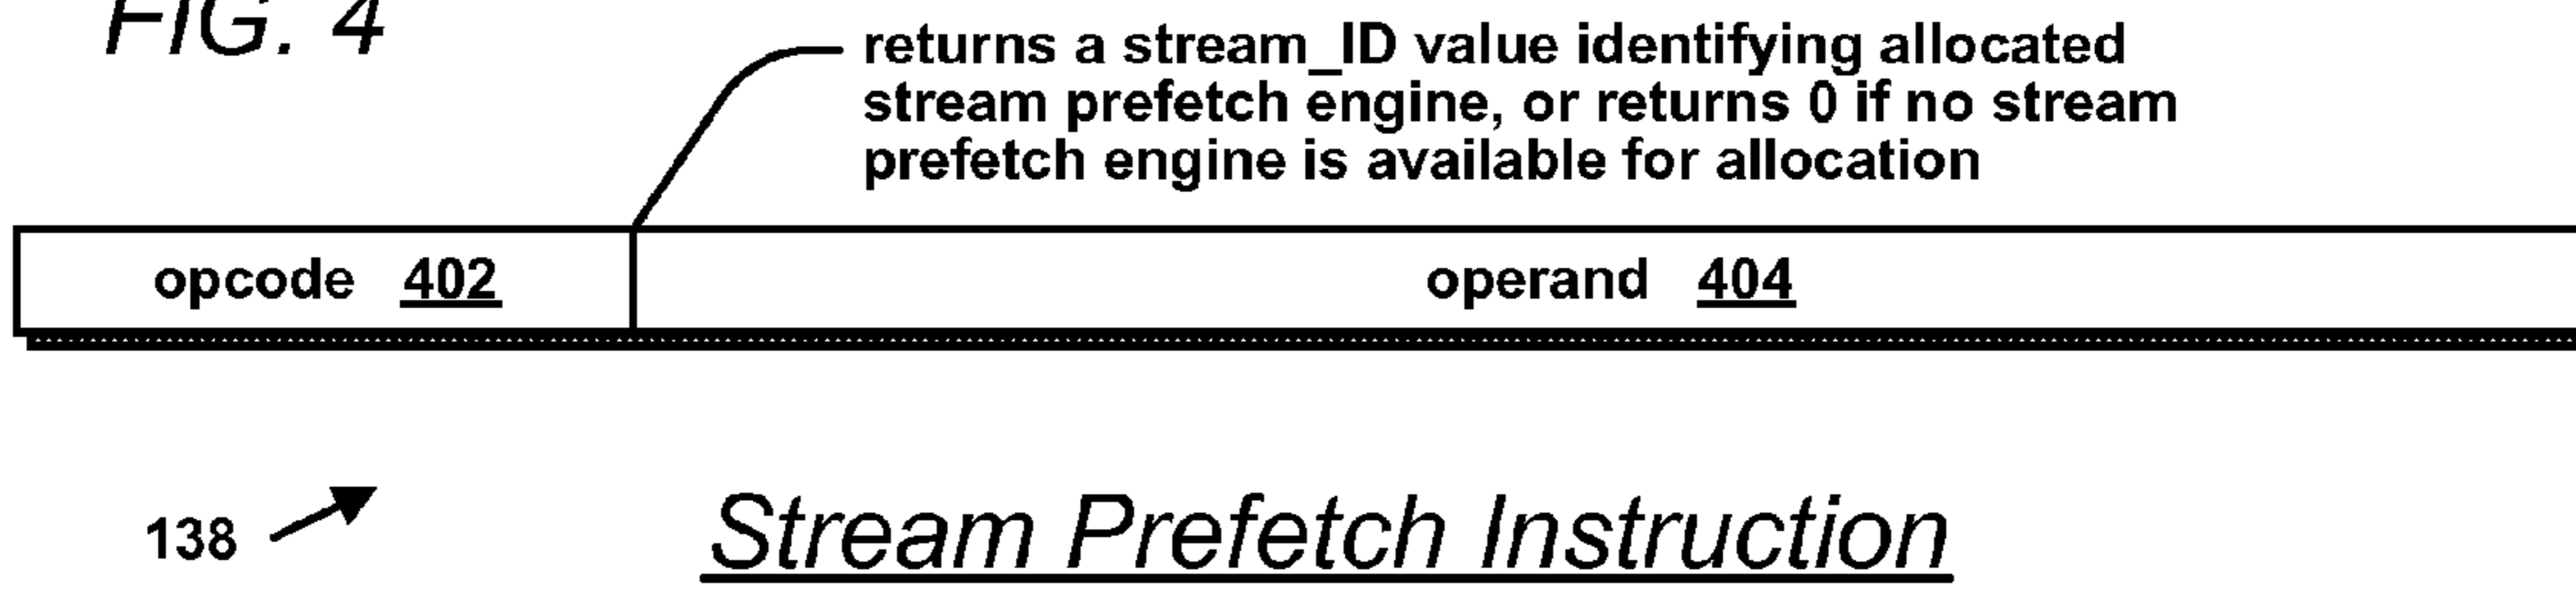 FIG. 4
returns a stream_ID value identifying allocated
stream prefetch engine, or returns 0 if no stream
prefetch engine is available for allocation
opcode 402 operand 404
138
Stream Prefetch Instruction